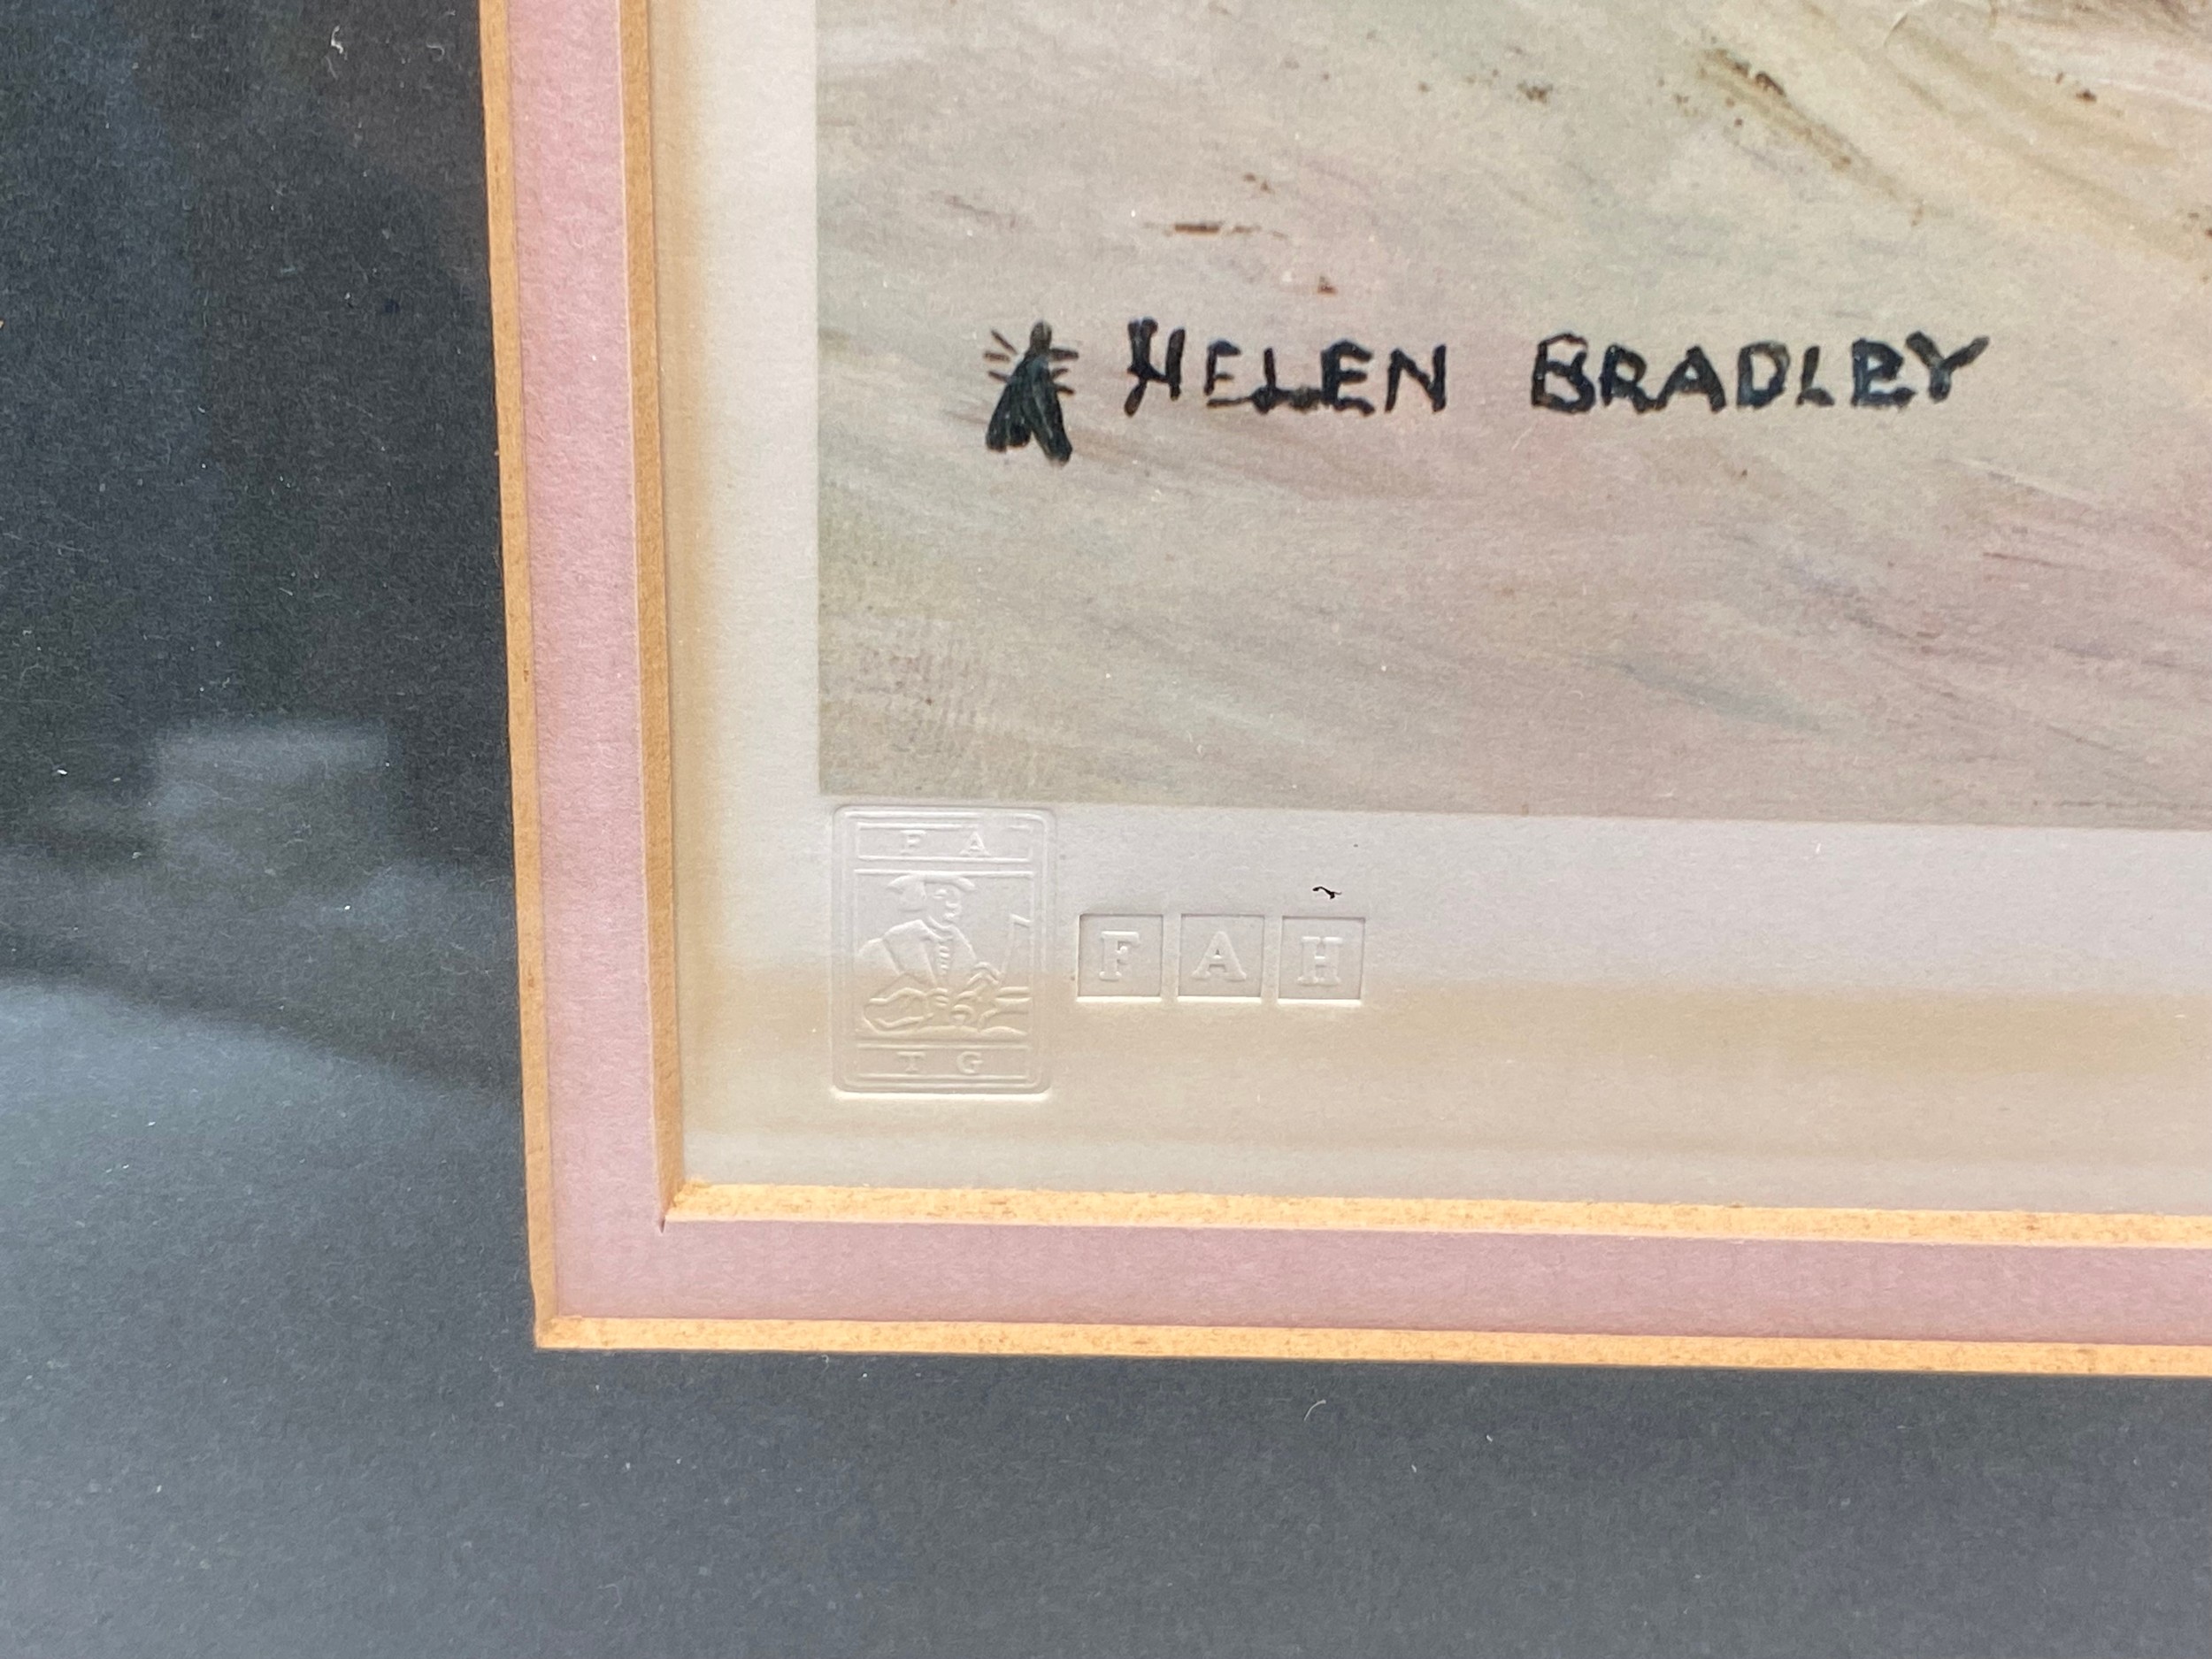 HELEN BRADLEY
F A
F A H
T G